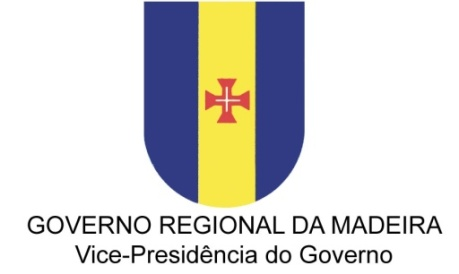 GOVERNO REGIONAL DA MADEIRA
Vice-Presidência do Governo